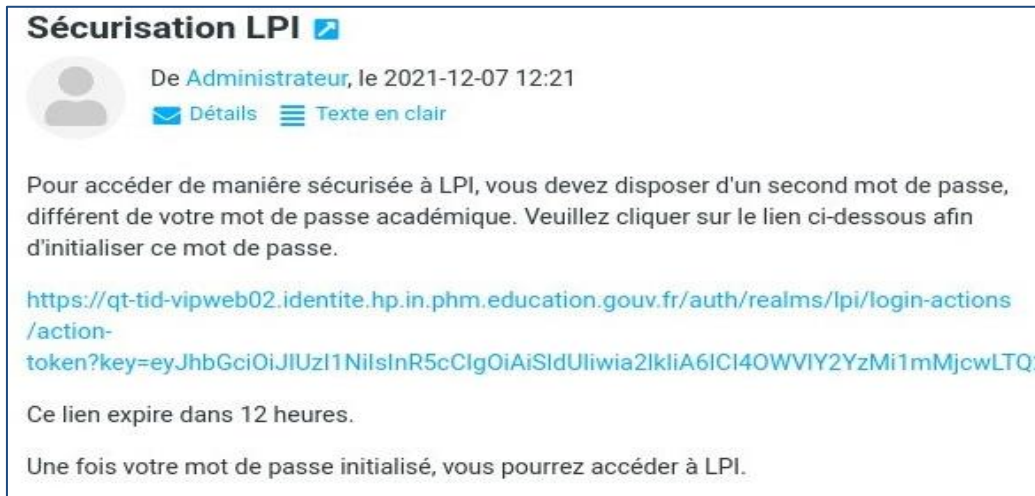 Sécurisation LPI
De Administrateur, le 2021-12-07 12:21
Détails Texte en clair
Pour accéder de manière sécurisée à LPI, vous devez disposer d'un second mot de passe,
différent de votre mot de passe académique. Veuillez cliquer sur le lien ci-dessous afin
d'initialiser ce mot de passe.
https://qt-tid-vipweb02.identite.hp.in.phm.education.gouv.fr/auth/realms/lpi/login-actions
/action-
Ce lien expire dans 12 heures.
Une fois votre mot de passe initialisé, vous pourrez accéder à LPI.